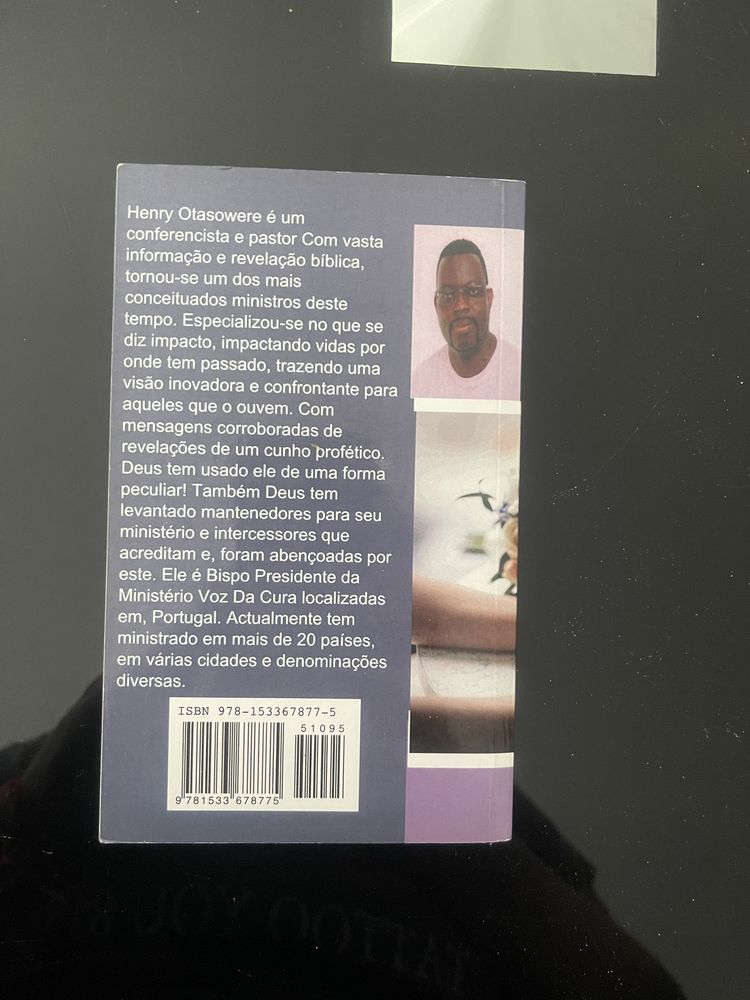 Henry Otasowere é um
conferencista e pastor Com vasta
informação e revelação bíblica,
tornou-se um dos mais
conceituados ministros deste
tempo. Especializou-se no que se
diz impacto, impactando vidas por
onde tem passado, trazendo uma
visão inovadora e confrontante para
aqueles que o ouvem. Com
mensagens corroboradas de
revelações de um cunho profético.
Deus tem usado ele de uma forma
peculiar! Também Deus tem
levantado mantenedores para seu
ministério e intercessores que
acreditam e, foram abençoadas por
este. Ele é Bispo Presidente da
Ministério Voz Da Cura localizadas
em, Portugal. Actualmente tem
ministrado em mais de 20 países,
em várias cidades e denominações
diversas.
ISBN 978-153367877-5
51095
9 781533 678775
TATTOO YOU